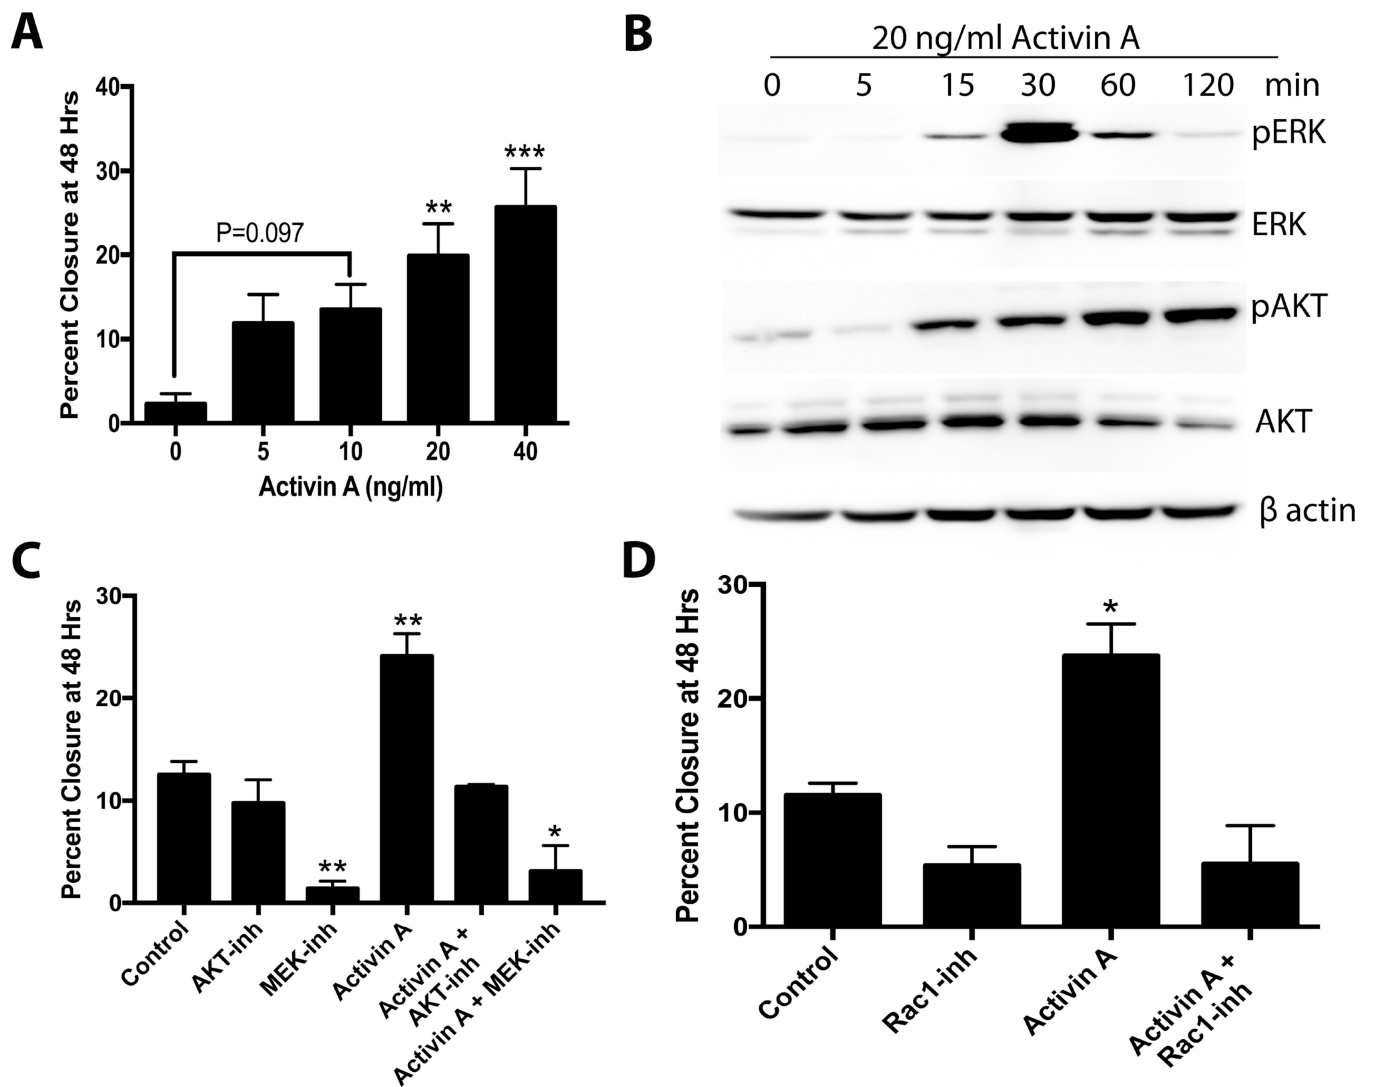 A
Percent Closure at 48 Hrs
40
30
20
10
0
P=0.097
**
***
0 5 10 20 40
Activin A (ng/ml)
B
20 ng/ml Activin A
0 5 15 30 60 120 min
pERK
ERK
pAKT
AKT
β actin
C
Percent Closure at 48 Hrs
30
20
10
0
**
**
*
Control
AKT-inh
MEK-inh
Activin A
Activin A +
AKT-inh
Activin A + MEK-inh
D
Percent Closure at 48 Hrs
30
20
10
0
*
Control
Rac1-inh
Activin A
Activin A +
Rac1-inh